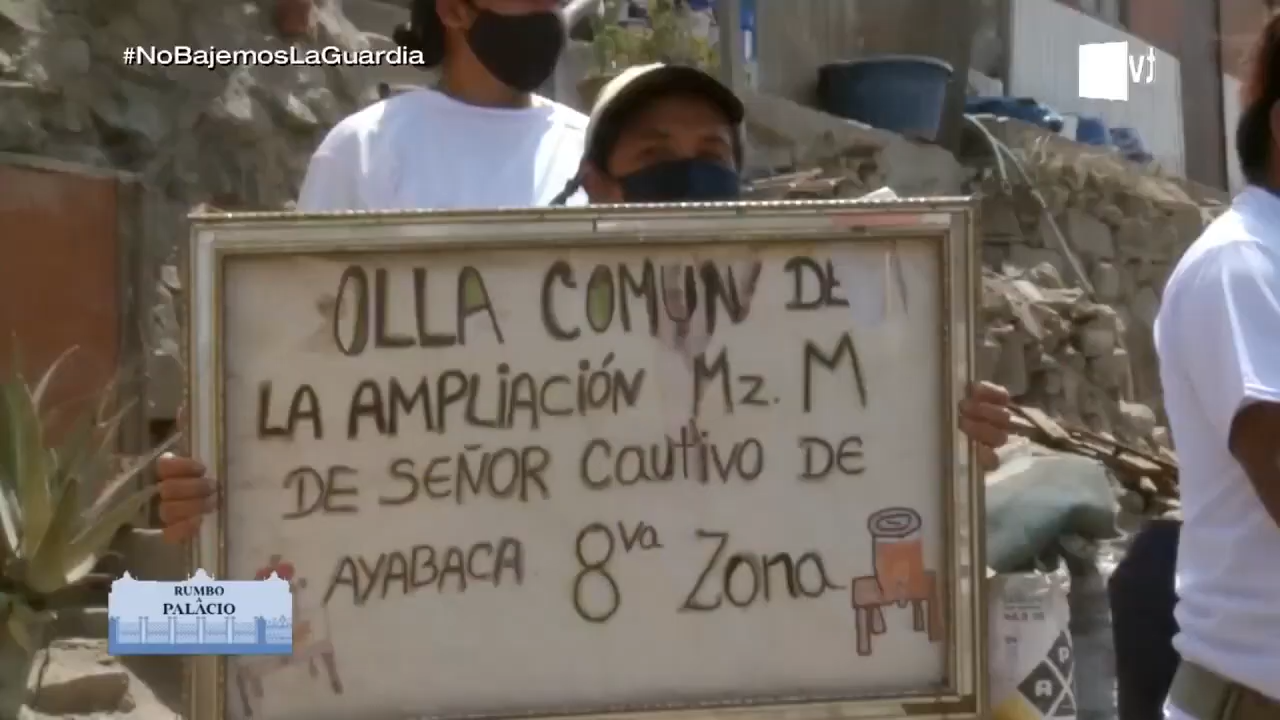 #NoBajemosLaGuardia
OLLA COMUN DE
LA AMPLiACiÓN Mz. M
DE SEÑOR CautiVo DE
AYABACA 8va Zona
RUMBO
A
PALACIO